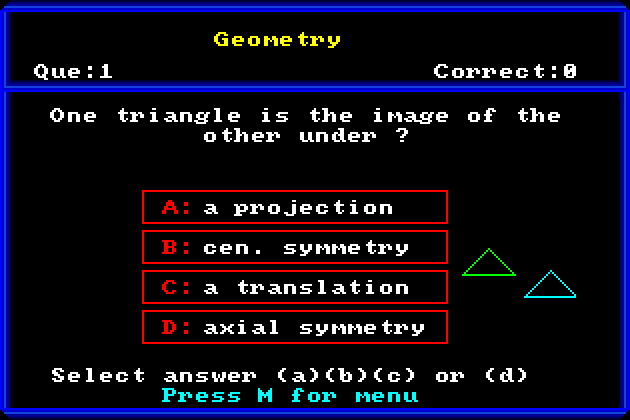 Geometry
Que:1 Correct:0
One triangle is the image of the
other under ?
A: a projection
B: cen. symmetry
C: a translation
D: axial symmetry
Select answer (a)(b)(c) or (d)
Press M for menu